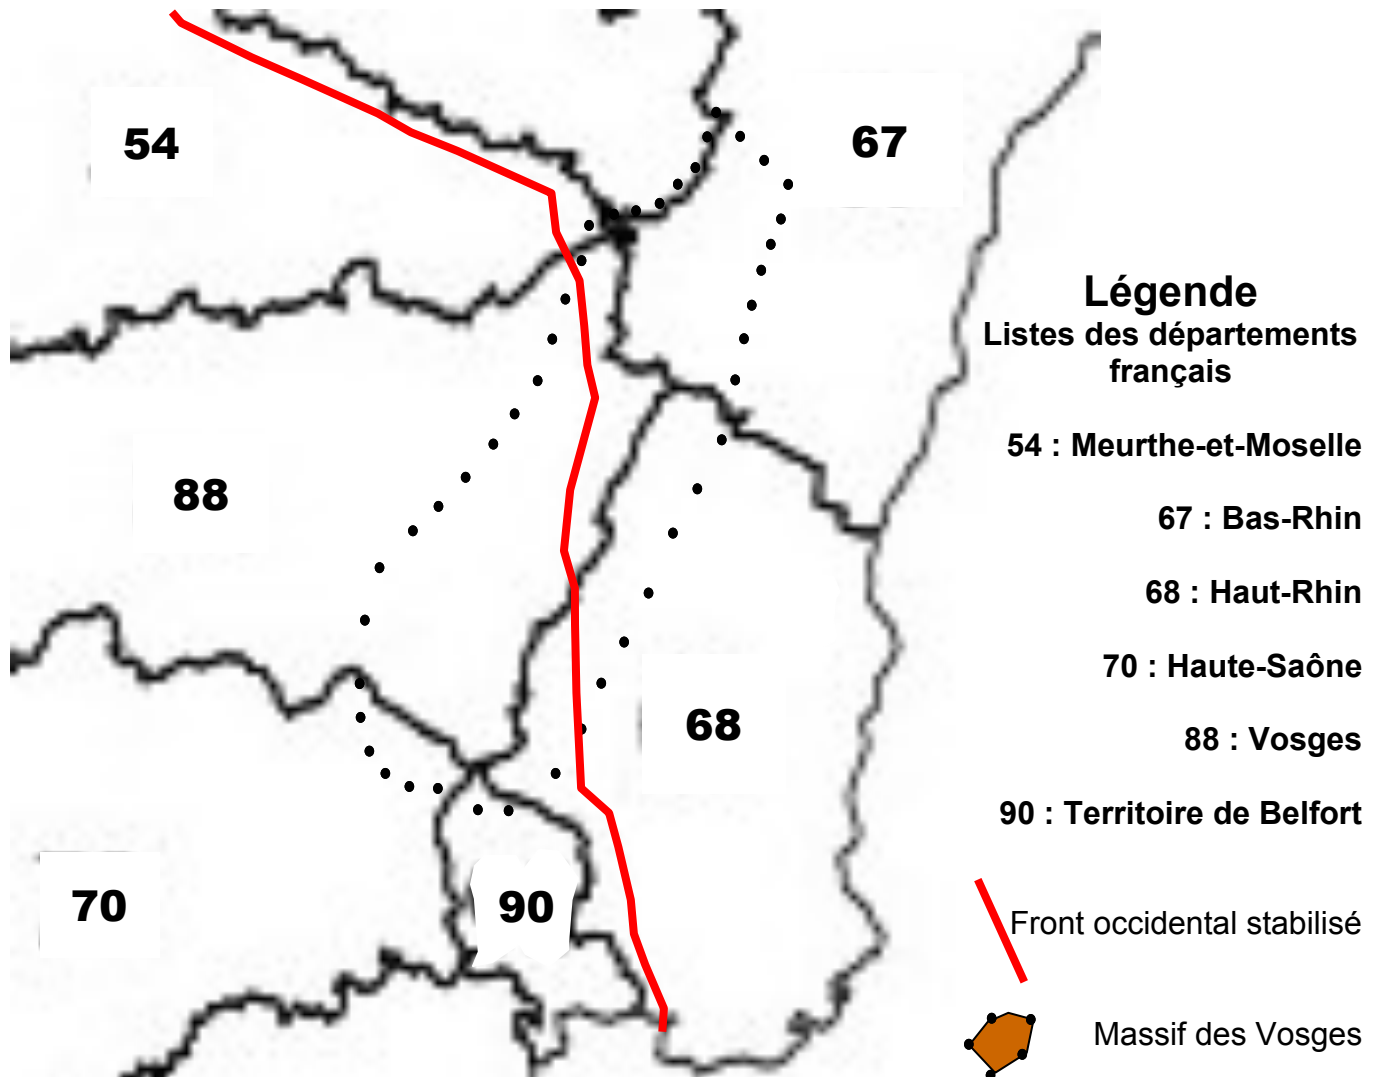 54
67
88
68
70
90
Légende
Listes des départements
français
54 : Meurthe-et-Moselle
67 : Bas-Rhin
68 : Haut-Rhin
70 : Haute-Saône
88 : Vosges
90 : Territoire de Belfort
Front occidental stabilisé
Massif des Vosges